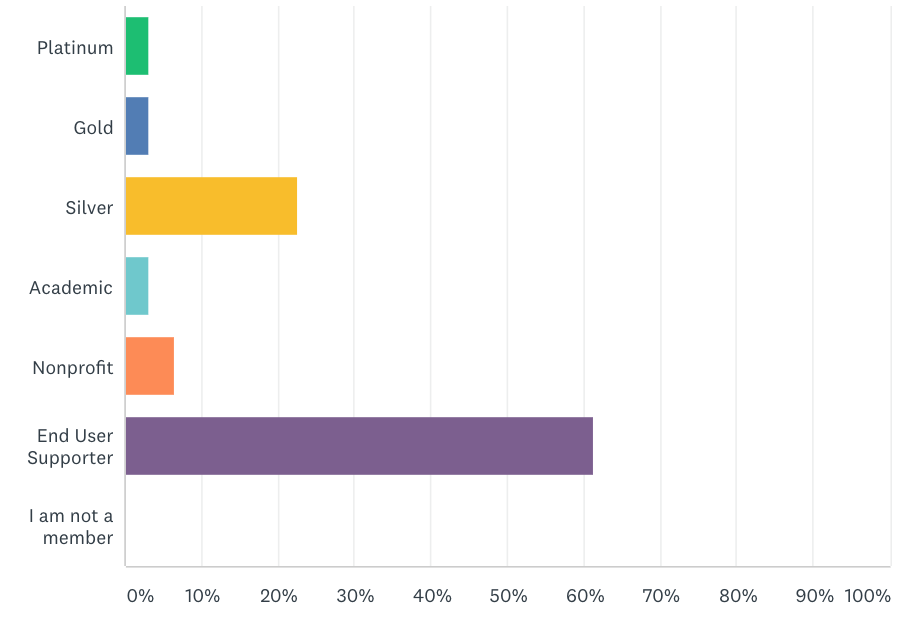 Platinum
Gold
Silver
Academic
Nonprofit
End User
Supporter
I am not a
member
0% 10% 20% 30% 40% 50% 60% 70% 80% 90% 100%